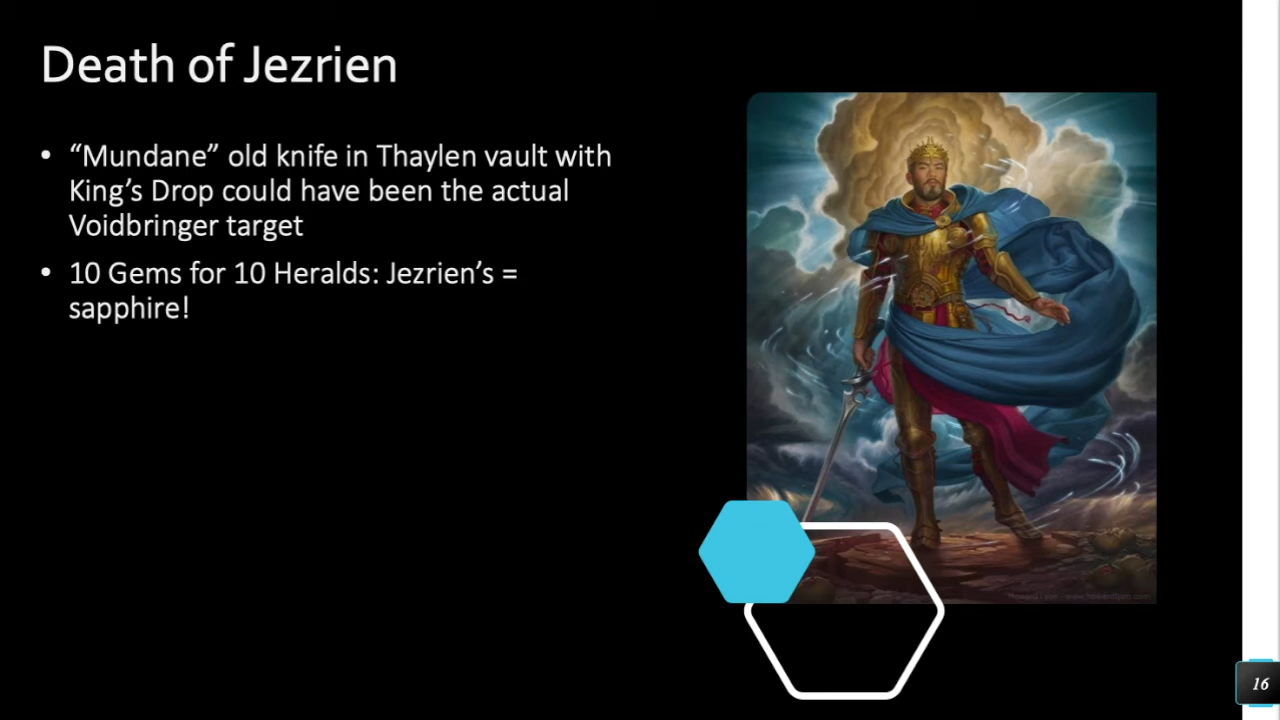 Death of Jezrien
• “Mundane” old knife in Thaylen vault with
King’s Drop could have been the actual
Voidbringer target
• 10 Gems for 10 Heralds: Jezrien’s =
sapphire!
16